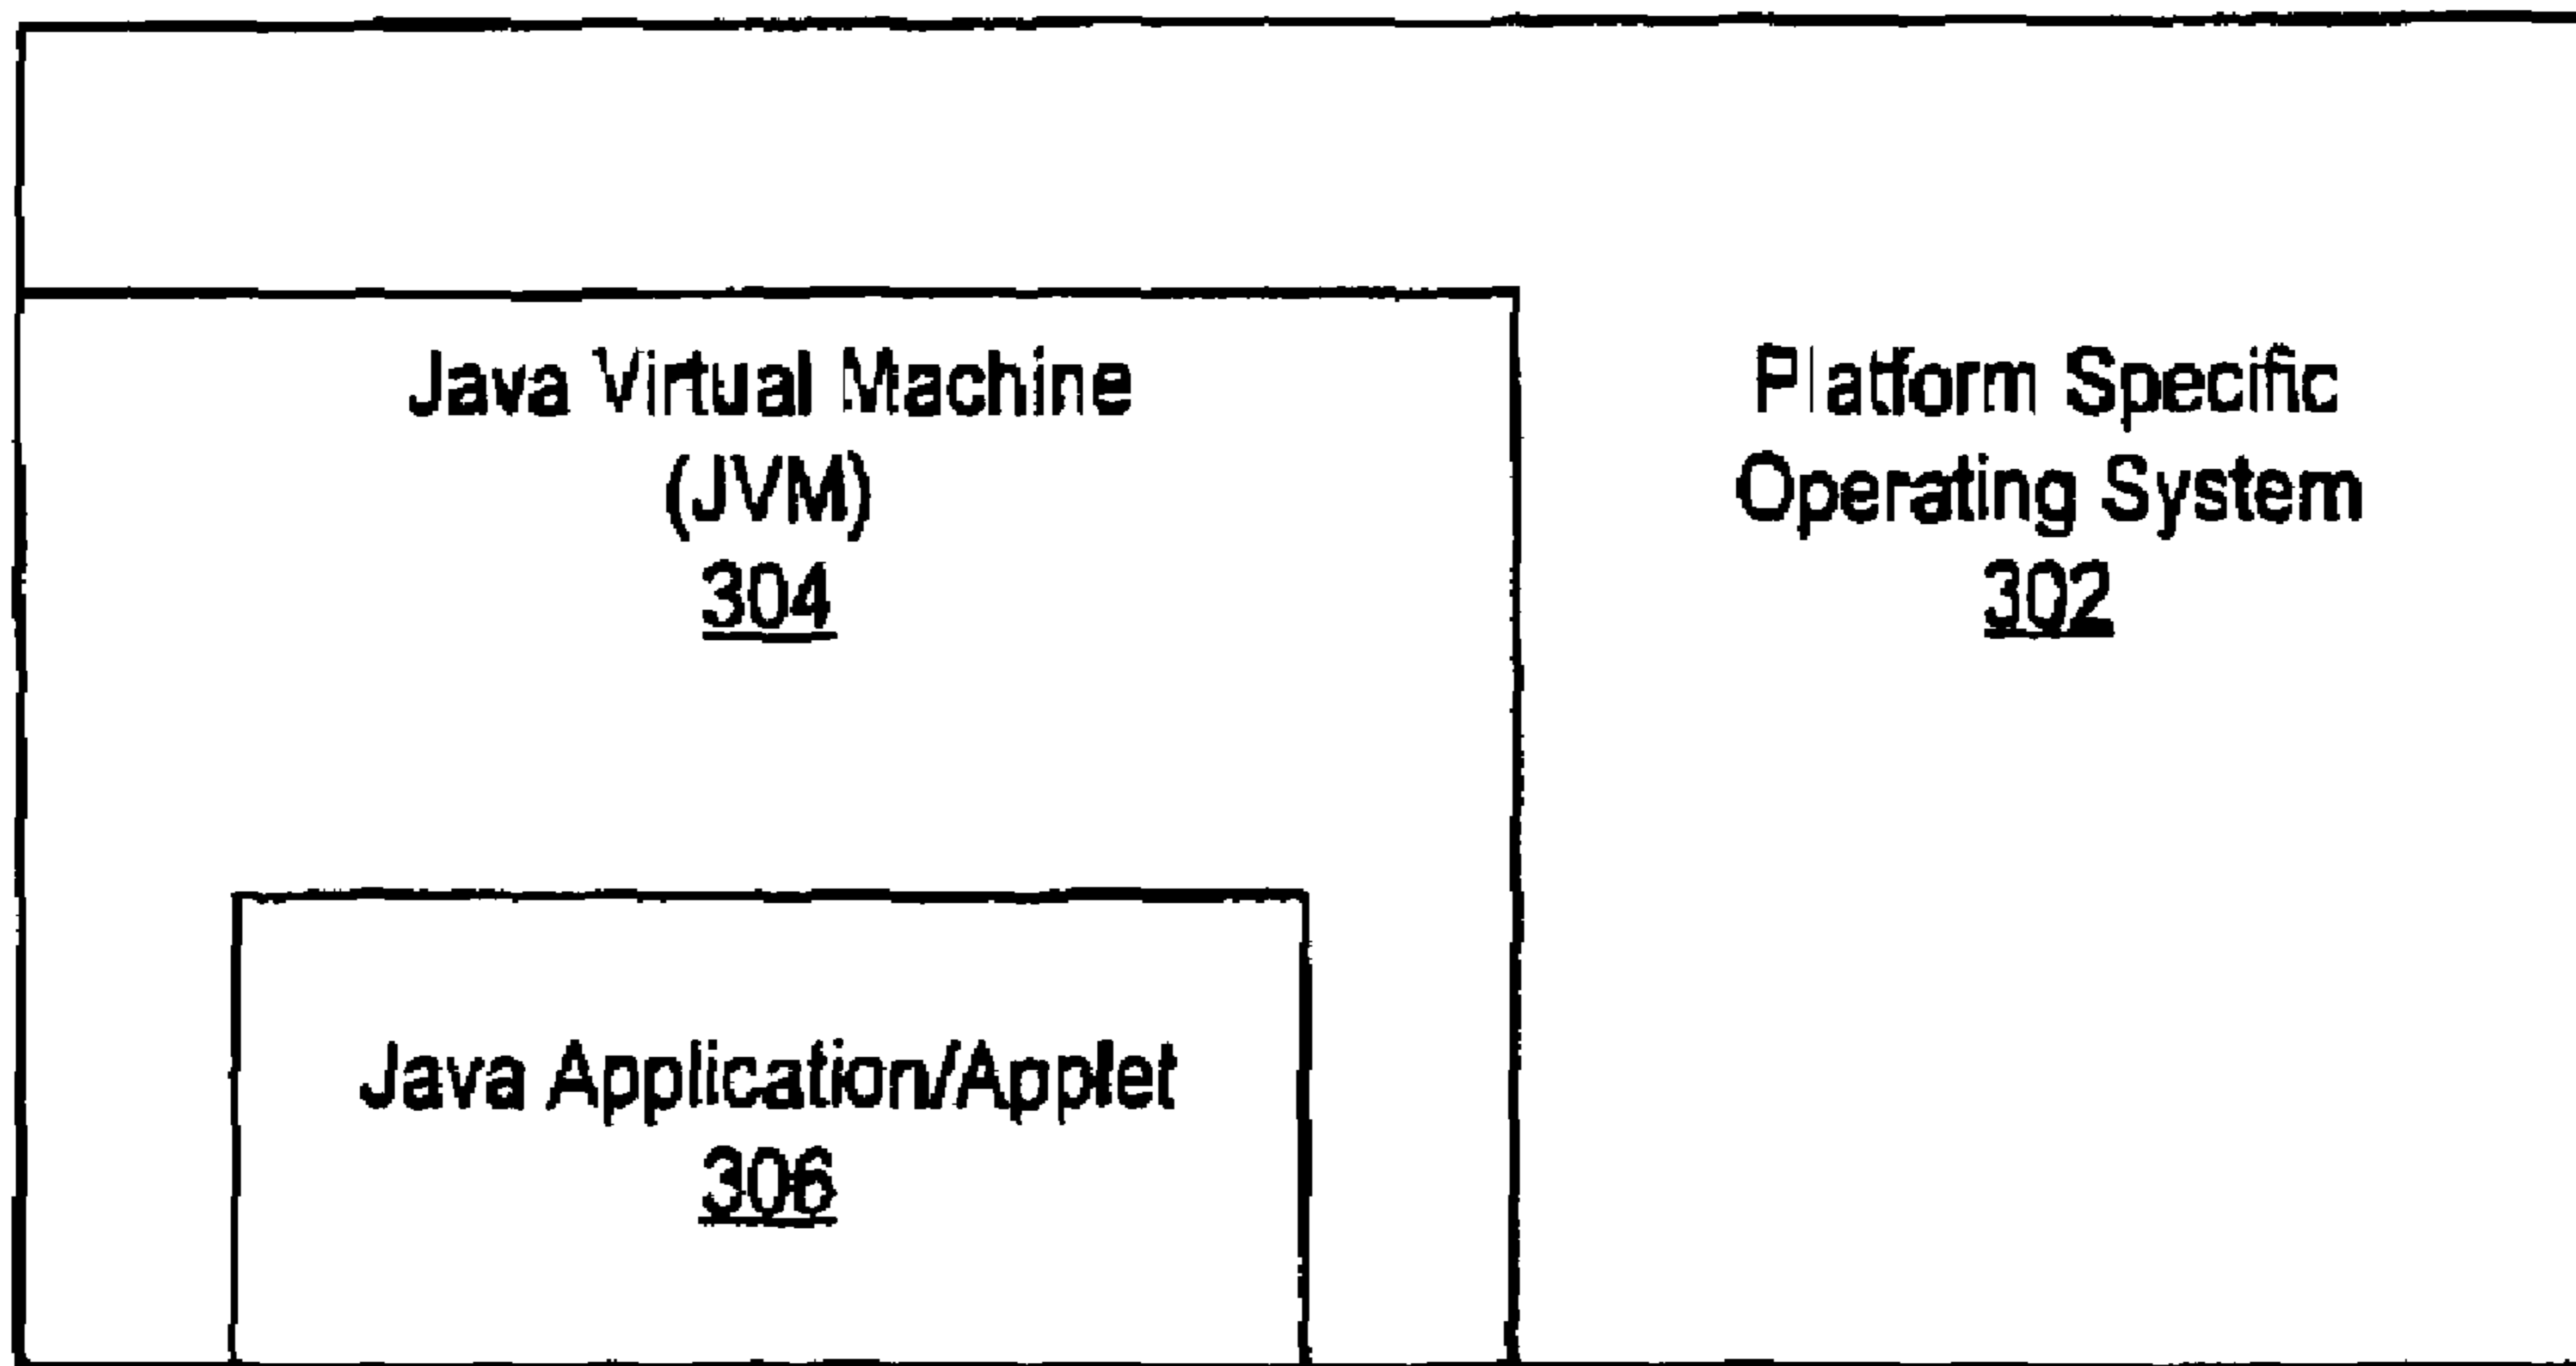 Java Virtual Machine
(JVM)
304
Platform Specific
Operating System
302
Java Application/Applet
306